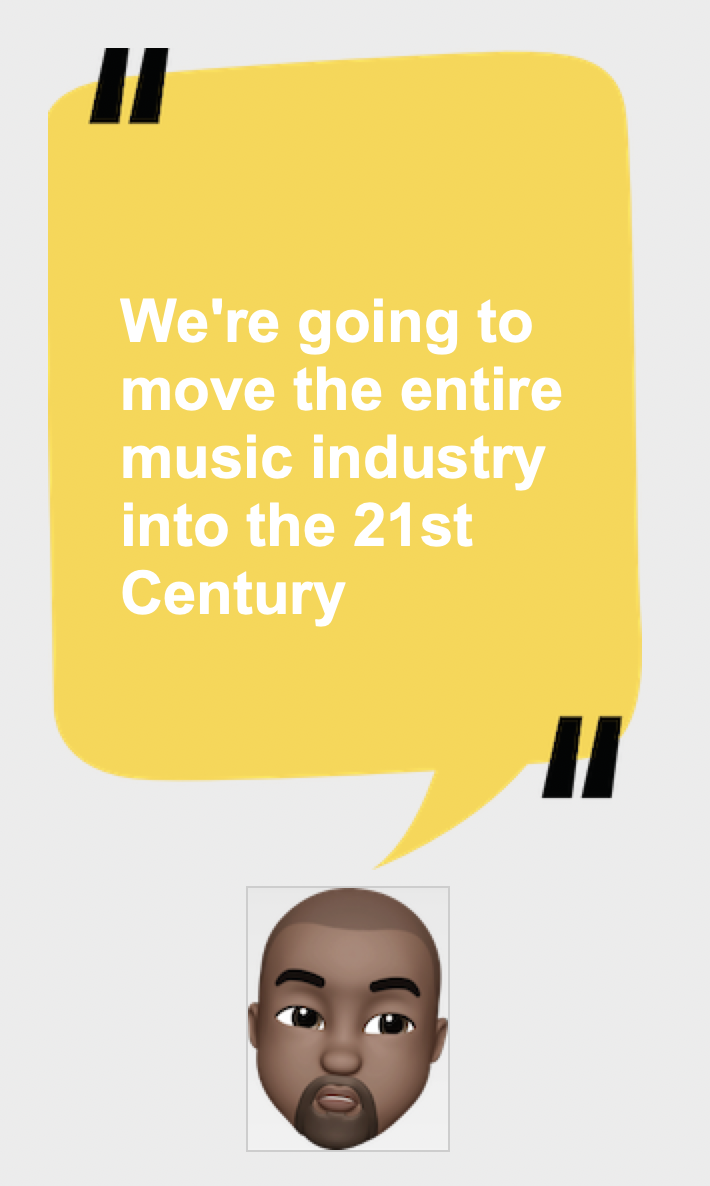 "
We're going to
move the entire
music industry
into the 21st
Century
"